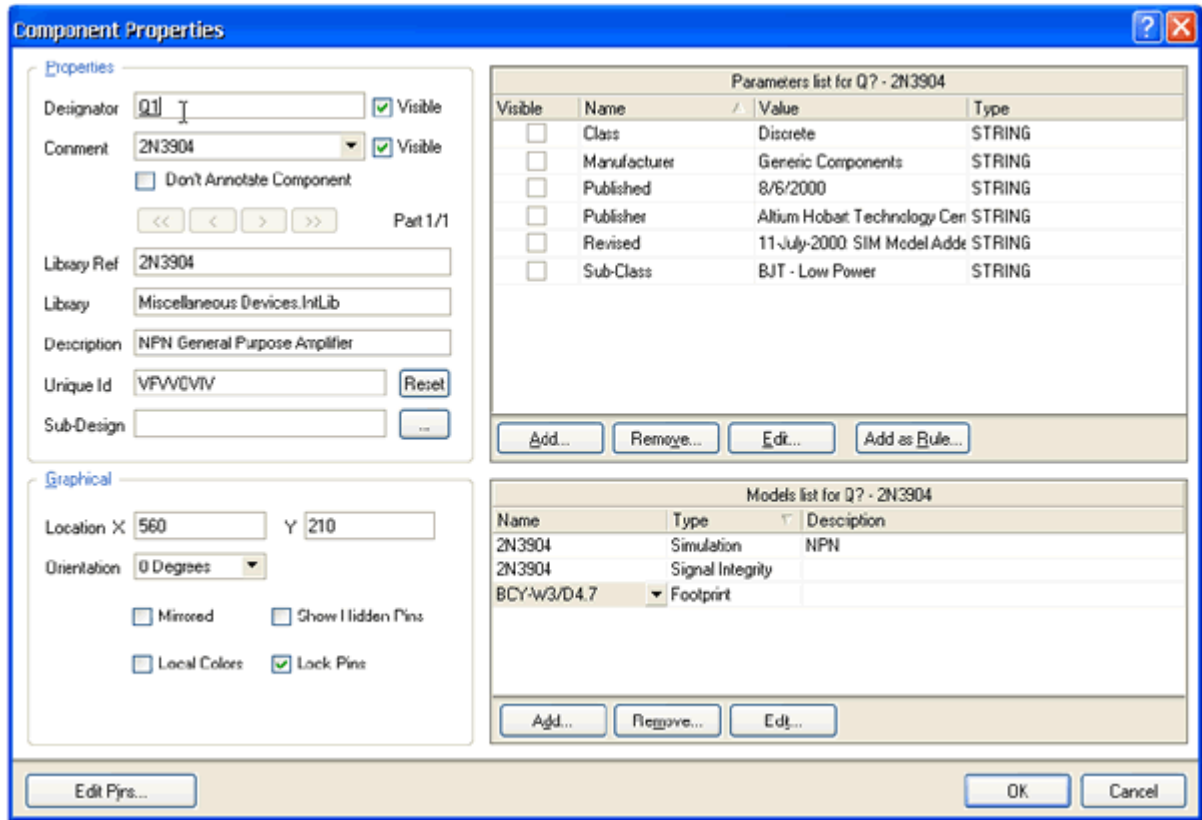 Component Properties
Properties
Designator Q1 Visible
Comment 2N3904 Visible
Don't Annotate Component
<< < > >> Part 1/1
Library Ref 2N3904
Library Miscellaneous Devices.IntLib
Description NPN General Purpose Amplifier
Unique Id Reset
Sub-Design ...
Graphical
Location X 560 Y 210
Orientation 0 Degrees
Mirrored Show Hidden Pins
Local Colors Lock Pins
Parameters list for Q? - 2N3904
Visible Name Value Type
Class Discrete STRING
Manufacturer Generic Components STRING
Published 8/6/2000 STRING
Publisher Altium Hobart Technology Cen STRING
Revised 11-July-2000: SIM Model Adde STRING
Sub-Class BJT - Low Power STRING
Add... Remove... Edit... Add as Rule...
Models list for Q? - 2N3904
Name Type Desciption
2N3904 Simulation NPN
2N3904 Signal Integrity
BCY-W3/D4.7 Footprint
Add... Remove... Edit...
Edit Pins... OK Cancel